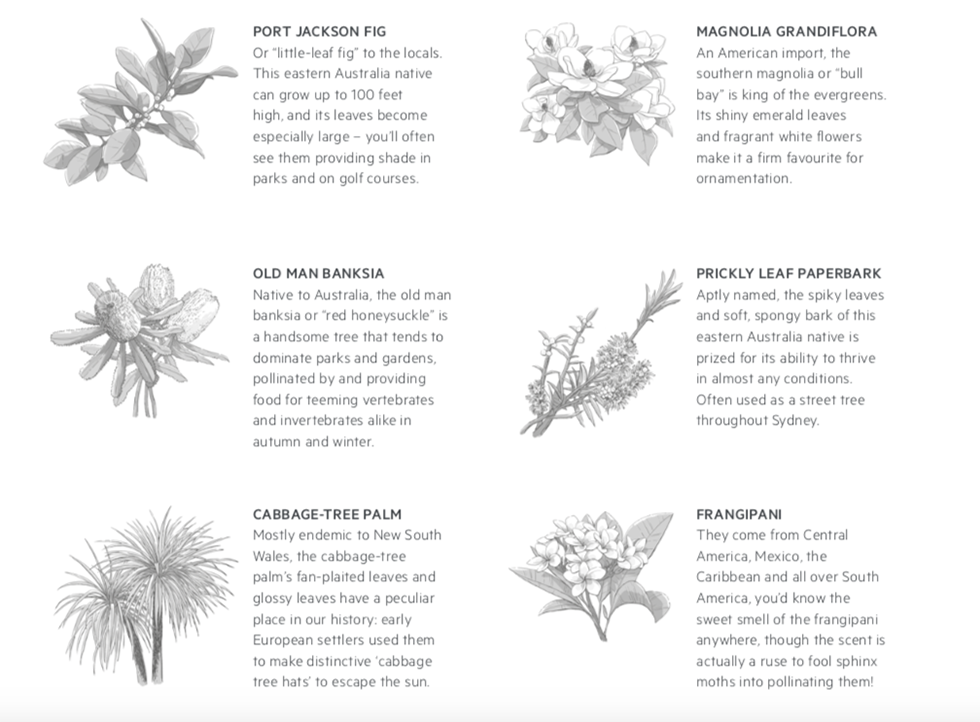 PORT JACKSON FIG
Or “little-leaf fig” to the locals.
This eastern Australia native
can grow up to 100 feet
high, and its leaves become
especially large – you’ll often
see them providing shade in
parks and on golf courses.
MAGNOLIA GRANDIFLORA
An American import, the
southern magnolia or “bull
bay” is king of the evergreens.
Its shiny emerald leaves
and fragrant white flowers
make it a firm favourite for
ornamentation.
OLD MAN BANKSIA
Native to Australia, the old man
banksia or “red honeysuckle” is
a handsome tree that tends to
dominate parks and gardens,
pollinated by and providing
food for teeming vertebrates
and invertebrates alike in
autumn and winter.
PRICKLY LEAF PAPERBARK
Aptly named, the spiky leaves
and soft, spongy bark of this
eastern Australia native is
prized for its ability to thrive
in almost any conditions.
Often used as a street tree
throughout Sydney.
CABBAGE-TREE PALM
Mostly endemic to New South
Wales, the cabbage-tree
palm’s fan-plaited leaves and
glossy leaves have a peculiar
place in our history: early
European settlers used them
to make distinctive ‘cabbage
tree hats’ to escape the sun.
FRANGIPANI
They come from Central
America, Mexico, the
Caribbean and all over South
America, you’d know the
sweet smell of the frangipani
anywhere, though the scent is
actually a ruse to fool sphinx
moths into pollinating them!